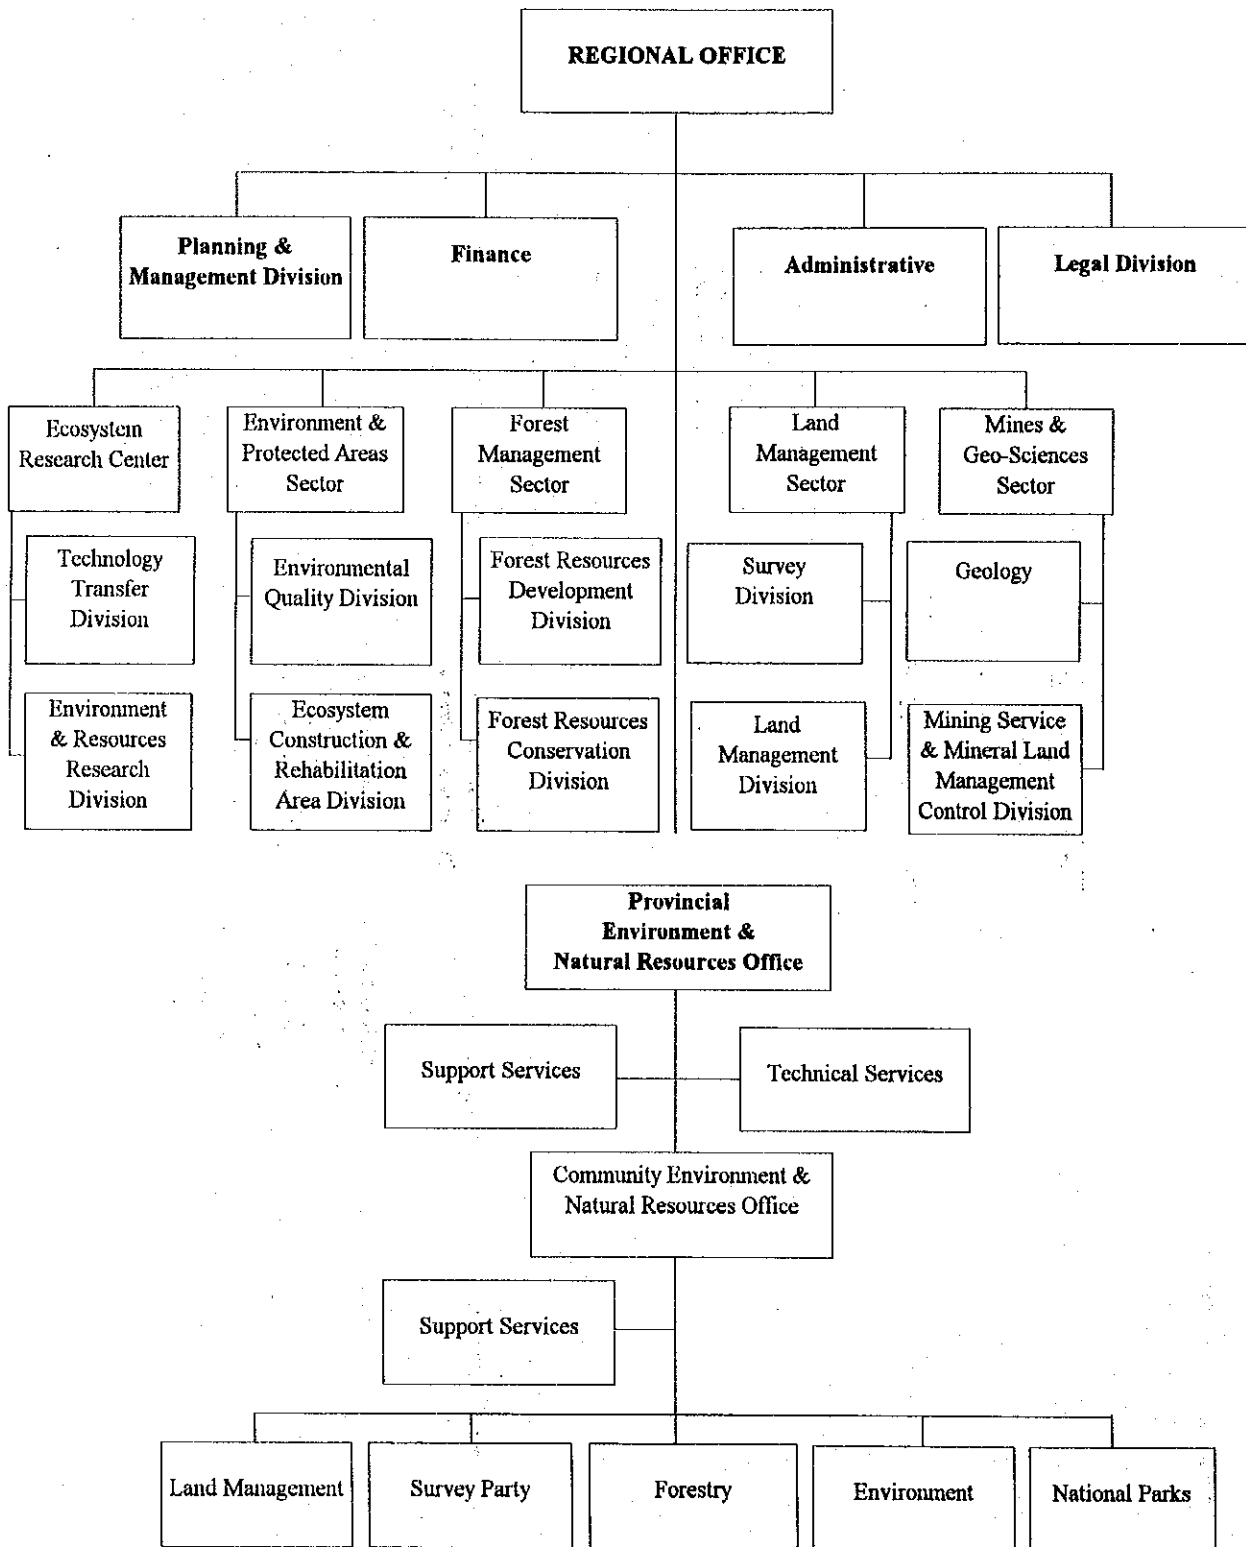 REGIONAL OFFICE
Planning &
Management Division
Finance
Administrative
Legal Division
Ecosystem
Research Center
Environment &
Protected Areas
Sector
Forest
Management
Sector
Land
Management
Sector
Mines &
Geo-Sciences
Sector
Technology
Transfer
Division
Environmental
Quality Division
Forest Resources
Development
Division
Survey
Division
Geology
Environment
& Resources
Research
Division
Ecosystem
Construction &
Rehabilitation
Area Division
Forest Resources
Conservation
Division
Land
Management
Division
Mining Service
& Mineral Land
Management
Control Division
Provincial
Environment &
Natural Resources Office
Support Services
Technical Services
Community Environment &
Natural Resources Office
Support Services
Land Management
Survey Party
Forestry
Environment
National Parks